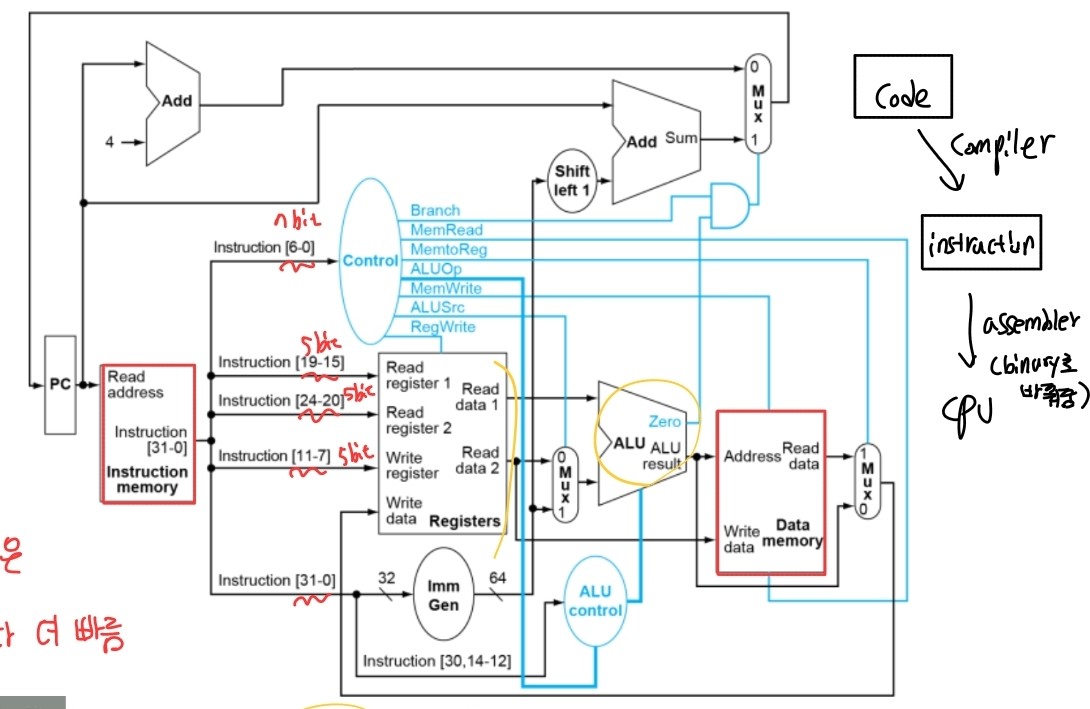 Add
4
Add Sum
0
Mux
1
Shift
left 1
Code
Compiler
instruction
assembler
(binary로
바꿔줌)
CPU
Instruction [6-0]
Control
Branch
MemRead
MemtoReg
ALUOp
MemWrite
ALUSrc
RegWrite
PC
Read
address
Instruction
[31-0]
Instruction
memory
5bit
Instruction [19-15]
Instruction [24-20] 5bit
Instruction [11-7] 5bit
Read
register 1
Read
register 2
Write
register
Write
data
Read
data 1
Read
data 2
Registers
0
Mux
1
Zero
ALU
ALU
result
Address
Read
data
Write
data
Data
memory
1
Mux
0
은
더 빠름
Instruction [31-0]
32
Imm
Gen
64
ALU
control
Instruction [30,14-12]